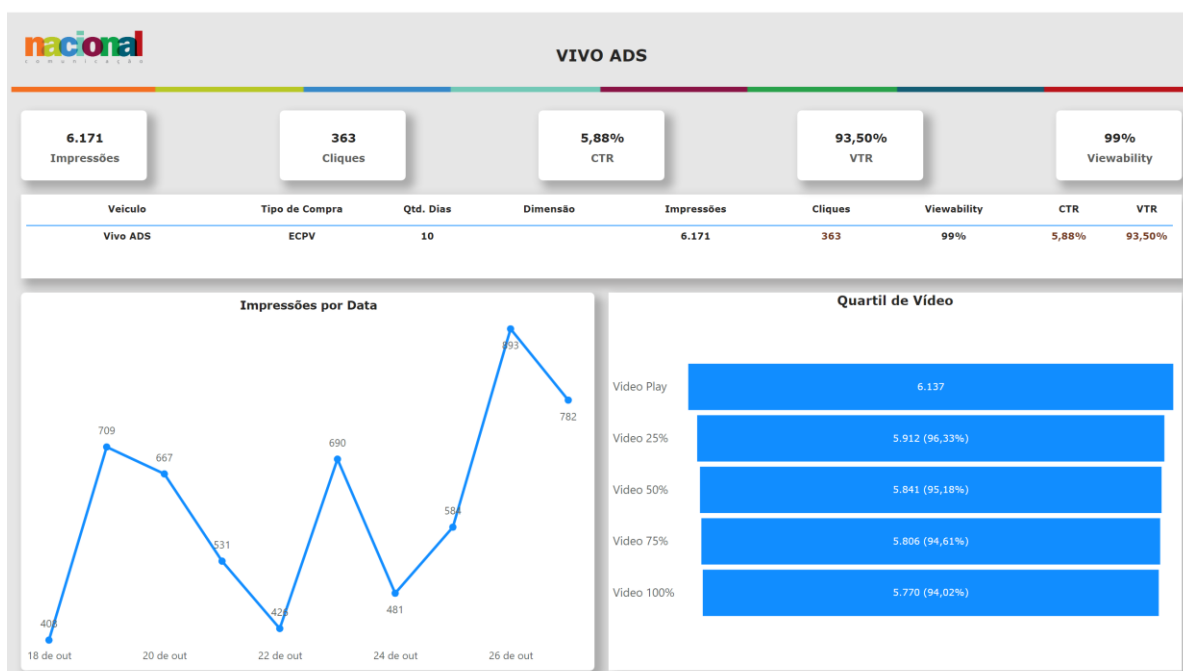 nacional
comunicação
VIVO ADS
6.171
Impressões
363
Cliques
5,88%
CTR
93,50%
VTR
99%
Viewability
Veículo Tipo de Compra Qtd. Dias Dimensão Impressões Cliques Viewability CTR VTR
Vivo ADS ECPV 10 6.171 363 99% 5,88% 93,50%
Impressões por Data
893
782
709
690
667
584
531
481
426
408
18 de out 20 de out 22 de out 24 de out 26 de out
Quartil de Vídeo
Video Play 6.137
Video 25% 5.912 (96,33%)
Video 50% 5.841 (95,18%)
Video 75% 5.806 (94,61%)
Video 100% 5.770 (94,02%)